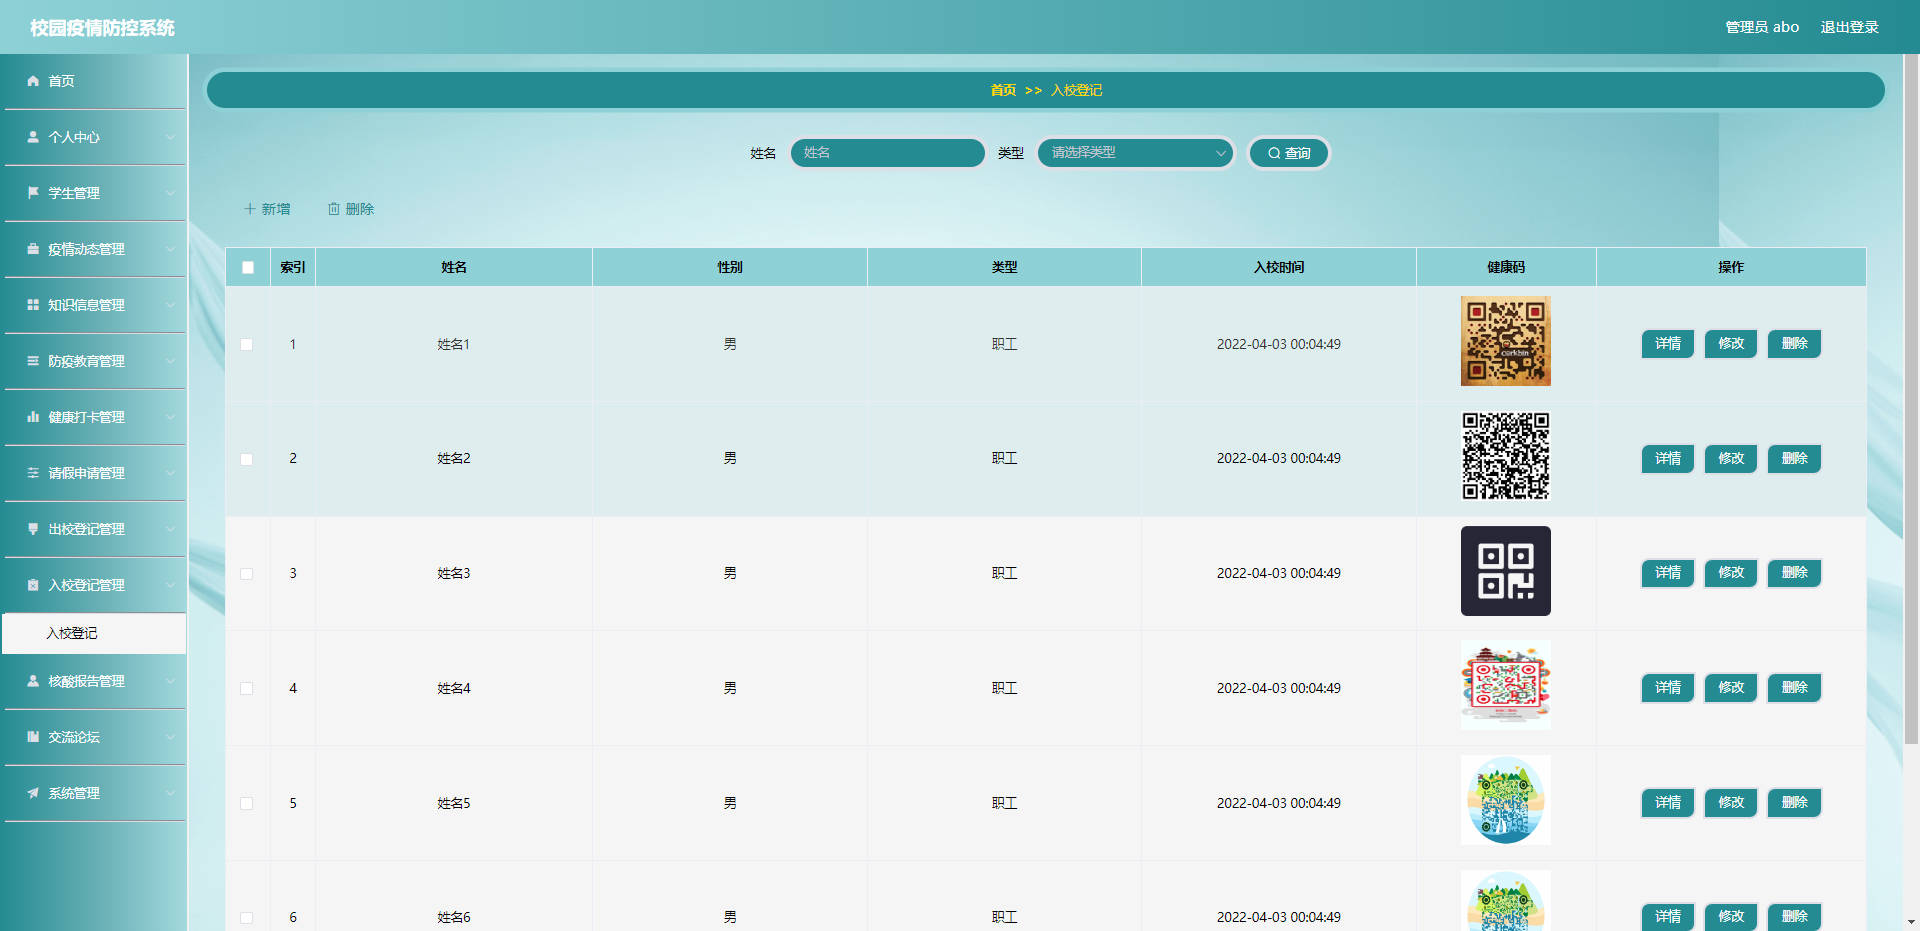 校园疫情防控系统
管理员 abo 退出登录
首页
个人中心
学生管理
疫情动态管理
知识信息管理
防疫教育管理
健康打卡管理
请假申请管理
出校登记管理
入校登记管理
入校登记
核酸报告管理
交流论坛
系统管理
首页 >> 入校登记
姓名 姓名 类型 请选择类型 查询
新增 删除
索引 姓名 性别 类型 入校时间 健康码 操作
1 姓名1 男 职工 2022-04-03 00:04:49 详情 修改 删除
2 姓名2 男 职工 2022-04-03 00:04:49 详情 修改 删除
3 姓名3 男 职工 2022-04-03 00:04:49 详情 修改 删除
4 姓名4 男 职工 2022-04-03 00:04:49 详情 修改 删除
5 姓名5 男 职工 2022-04-03 00:04:49 详情 修改 删除
6 姓名6 男 职工 2022-04-03 00:04:49 详情 修改 删除